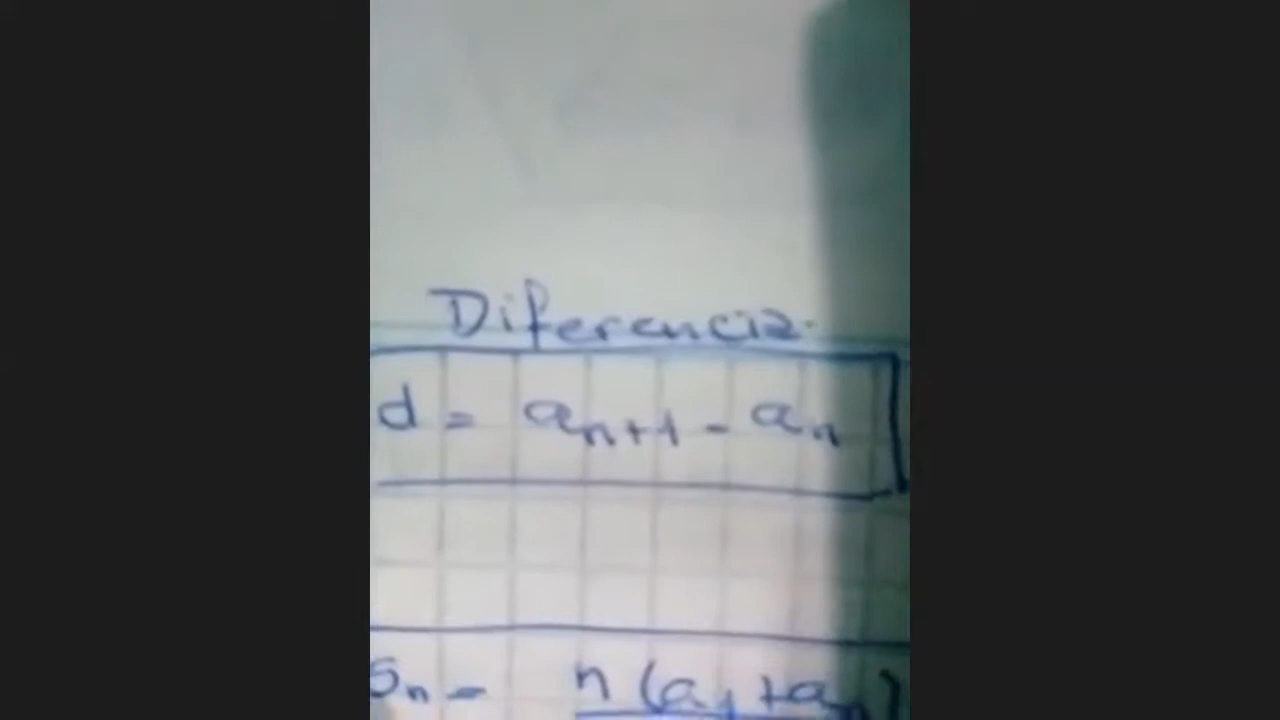 Diferencia.
d = aₙ₊₁ - aₙ
Sₙ = n (a₁ + aₙ)